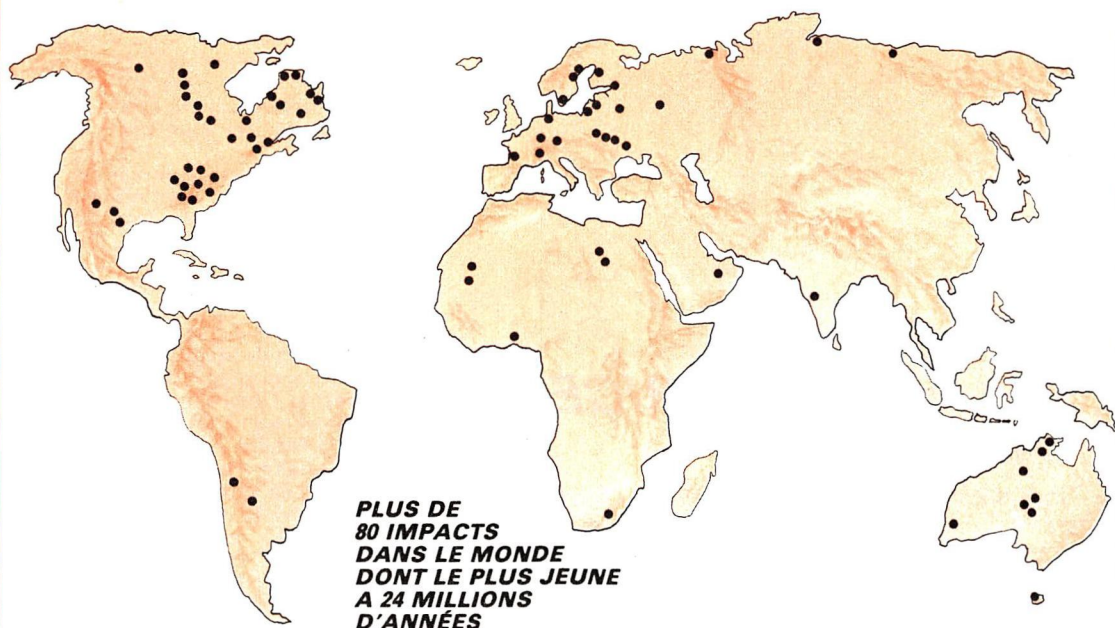 PLUS DE
80 IMPACTS
DANS LE MONDE
DONT LE PLUS JEUNE
A 24 MILLIONS
D'ANNÉES